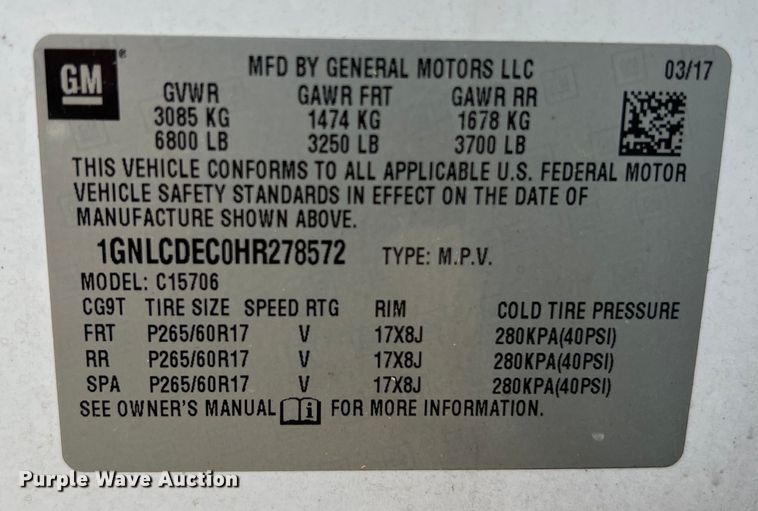 GM ®
MFD BY GENERAL MOTORS LLC 03/17
GVWR GAWR FRT GAWR RR
3085 KG 1474 KG 1678 KG
6800 LB 3250 LB 3700 LB
THIS VEHICLE CONFORMS TO ALL APPLICABLE U.S. FEDERAL MOTOR
VEHICLE SAFETY STANDARDS IN EFFECT ON THE DATE OF
MANUFACTURE SHOWN ABOVE.
1GNLCDEC0HR278572 TYPE: M.P.V.
MODEL: C15706
CG9T TIRE SIZE SPEED RTG RIM COLD TIRE PRESSURE
FRT P265/60R17 V 17X8J 280KPA(40PSI)
RR P265/60R17 V 17X8J 280KPA(40PSI)
SPA P265/60R17 V 17X8J 280KPA(40PSI)
SEE OWNER'S MANUAL i FOR MORE INFORMATION.
Purple Wave Auction